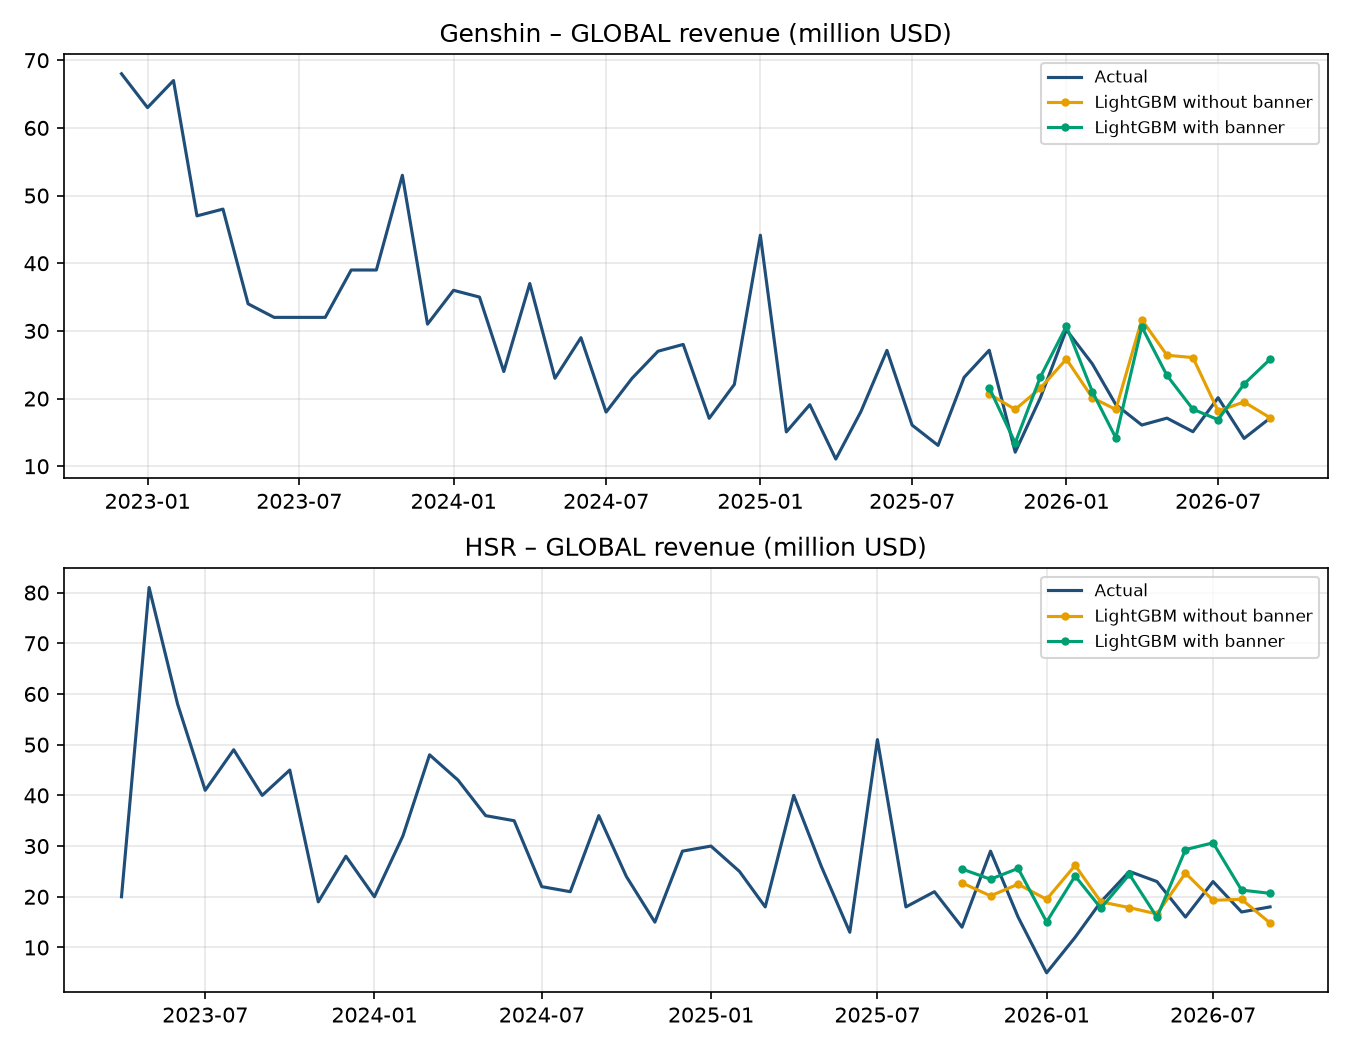 Genshin – GLOBAL revenue (million USD)
70
60
50
40
30
20
10
Actual
LightGBM without banner
LightGBM with banner
2023-01 2023-07 2024-01 2024-07 2025-01 2025-07 2026-01 2026-07
HSR – GLOBAL revenue (million USD)
80
70
60
50
40
30
20
10
Actual
LightGBM without banner
LightGBM with banner
2023-07 2024-01 2024-07 2025-01 2025-07 2026-01 2026-07